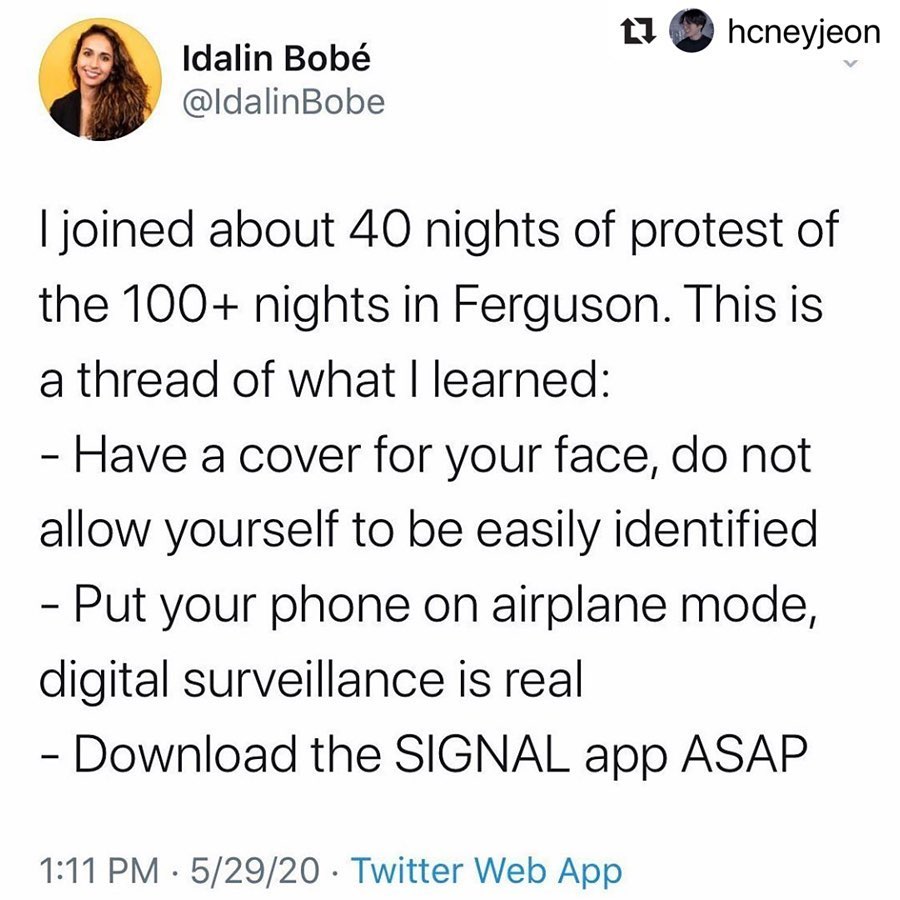 hcneyjeon
Idalin Bobé
@IdalinBobe
I joined about 40 nights of protest of
the 100+ nights in Ferguson. This is
a thread of what I learned:
- Have a cover for your face, do not
allow yourself to be easily identified
- Put your phone on airplane mode,
digital surveillance is real
- Download the SIGNAL app ASAP
1:11 PM · 5/29/20 · Twitter Web App